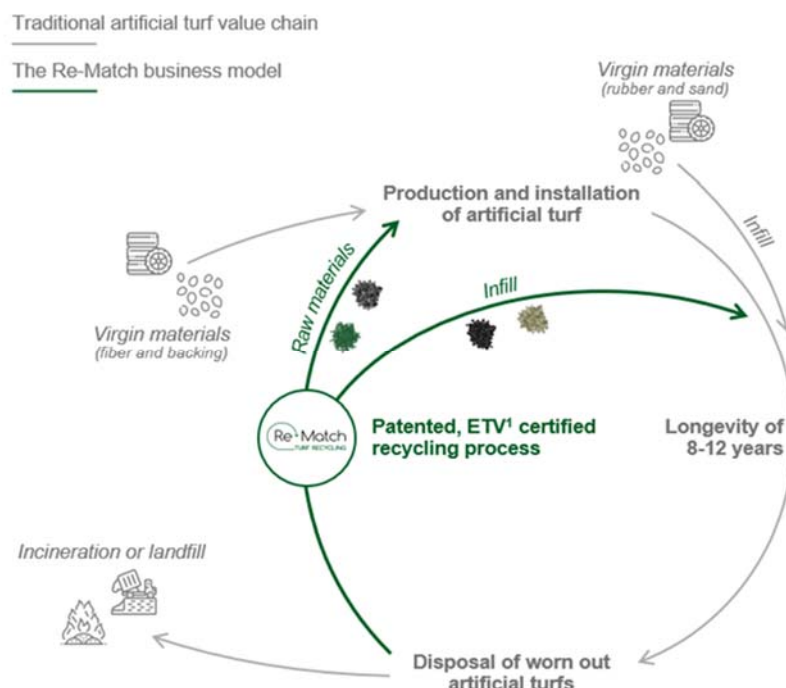 Traditional artificial turf value chain
The Re-Match business model
Virgin materials
(rubber and sand)
Production and installation
of artificial turf
Infill
Raw materials
Infill
Virgin materials
(fiber and backing)
Re-Match
TURF RECYCLING
Patented, ETV¹ certified
recycling process
Longevity of
8-12 years
Incineration or landfill
Disposal of worn out
artificial turfs